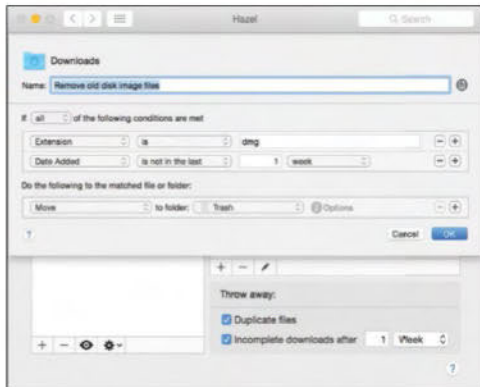 Hazel
Search
Downloads
Name: Remove old disk image files
If all of the following conditions are met
Extension is dmg
Date Added is not in the last 1 week
Do the following to the matched file or folder:
Move to folder: Trash Options
? Cancel OK
+ −
Throw away:
Duplicate files
+ − Incomplete downloads after 1 Week
?